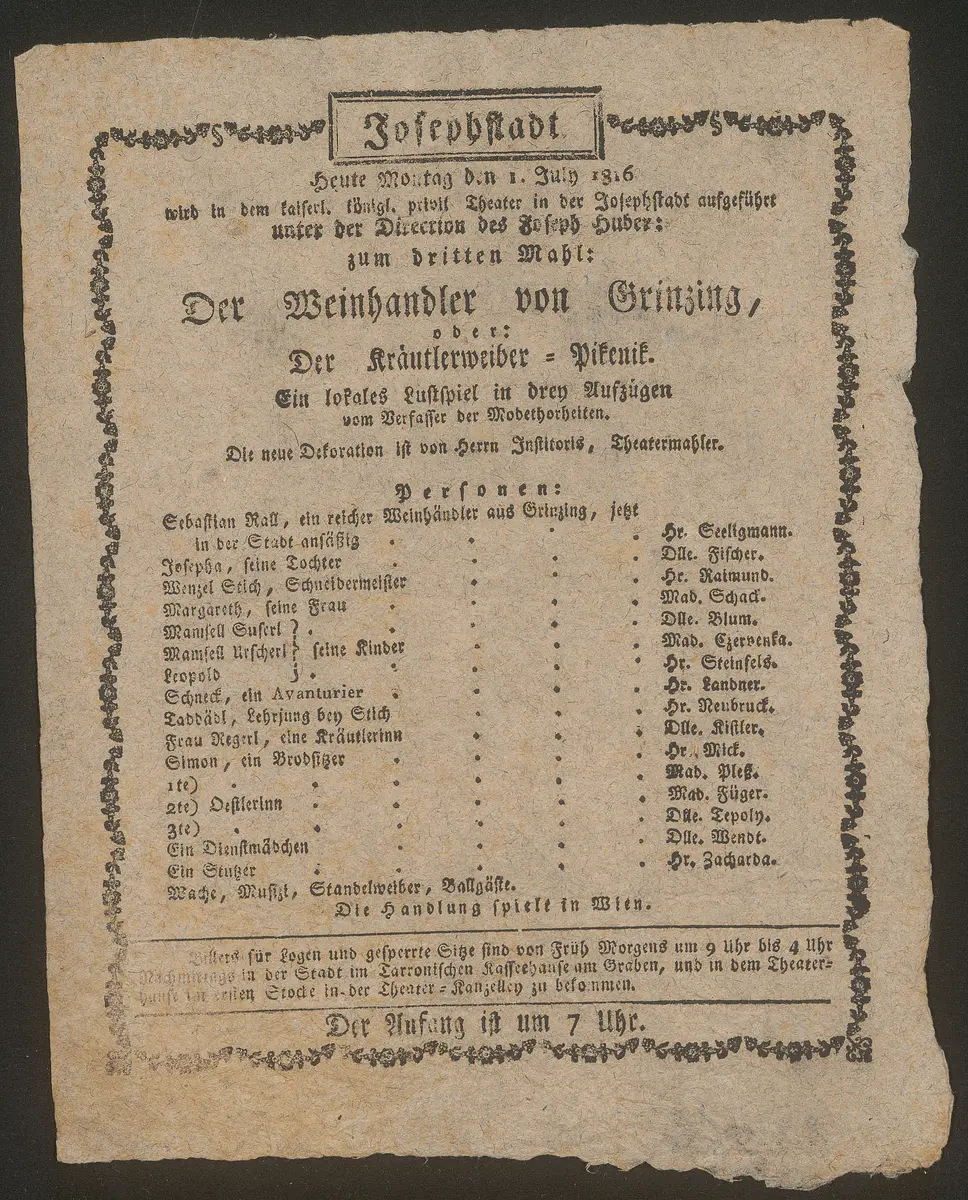 Josephstadt
Heute Montag den 1. July 1816
wird in dem kaiserl. königl. privil Theater in der Josephstadt aufgeführt
unter der Direction des Joseph Huber:
zum dritten Mahl:
Der Weinhandler von Grinzing,
oder:
Der Kräutlerweiber-Pikenik.
Ein lokales Lustspiel in drey Aufzügen
vom Verfasser der Modethorheiten.
Die neue Dekoration ist von Herrn Institoris, Theatermahler.
Personen:
Sebastian Rall, ein reicher Weinhändler aus Grinzing, jetzt
in der Stadt ansäßig . . . . Hr. Seeligmann.
Josepha, seine Tochter . . . . Dlle. Fischer.
Wenzel Stich, Schneidermeister . . . Hr. Raimund.
Margareth, seine Frau . . . . Mad. Schack.
Mamsell Suserl } . . . . Dlle. Blum.
Mamsell Urscherl } seine Kinder . . . . Mad. Czervenka.
Leopold } . . . . Hr. Steinfels.
Schneck, ein Avanturier . . . . Hr. Landner.
Taddädl, Lehrjung bey Stich . . . Hr. Neubruck.
Frau Regerl, eine Kräutlerinn . . . Dlle. Kistler.
Simon, ein Brodsitzer . . . . Hr. Mick.
1te) . . . . . Mad. Pleß.
2te) Oestlerinn . . . . . Mad. Füger.
3te) . . . . . Dlle. Tepoly.
Ein Dienstmädchen . . . . Dlle. Wendt.
Ein Stutzer . . . . . Hr. Zacharda.
Wache, Musizi, Standelweiber, Ballgäste.
Die Handlung spielt in Wien.
Billets für Logen und gesperrte Sitze sind von Früh Morgens um 9 Uhr bis 4 Uhr
Nachmittags in der Stadt im Tarronischen Kaffeehause am Graben, und in dem Theater-
hause im ersten Stocke in der Theater-Kanzelley zu bekommen.
Der Anfang ist um 7 Uhr.